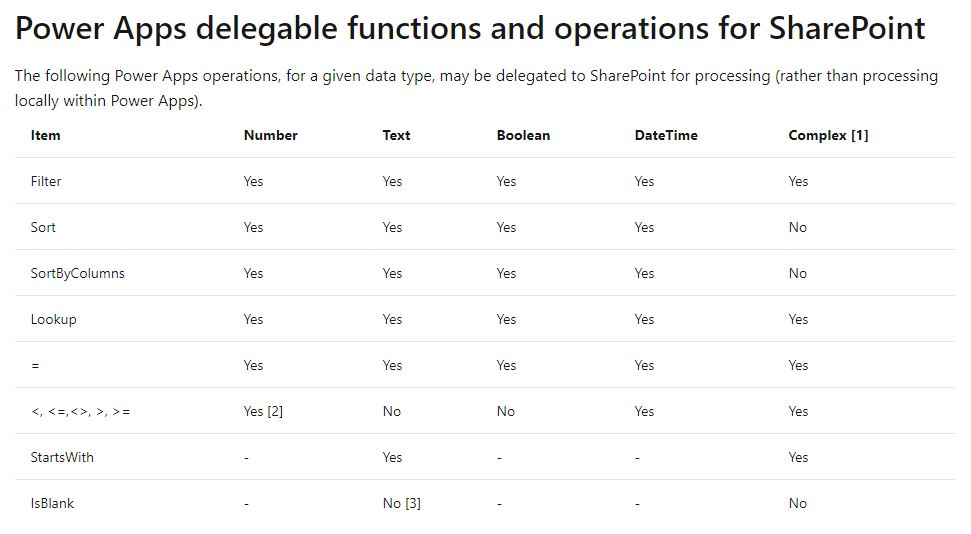 Power Apps delegable functions and operations for SharePoint
The following Power Apps operations, for a given data type, may be delegated to SharePoint for processing (rather than processing
locally within Power Apps).
Item Number Text Boolean DateTime Complex [1]
Filter Yes Yes Yes Yes Yes
Sort Yes Yes Yes Yes No
SortByColumns Yes Yes Yes Yes No
Lookup Yes Yes Yes Yes Yes
= Yes Yes Yes Yes Yes
<, <=,<>, >, >= Yes [2] No No Yes Yes
StartsWith - Yes - - Yes
IsBlank - No [3] - - No